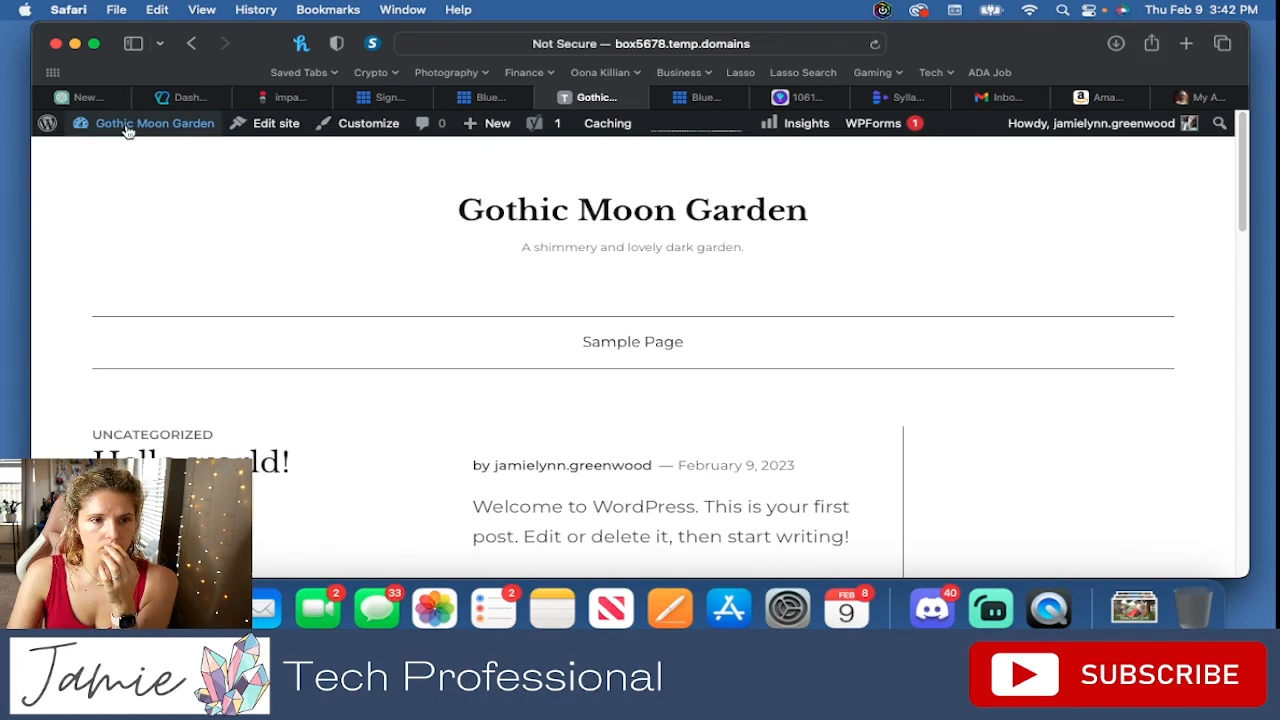 Safari File Edit View History Bookmarks Window Help Thu Feb 9 3:42 PM
Not Secure — box5678.temp.domains
Saved Tabs Crypto Photography Finance Oona Killian Business Lasso Lasso Search Gaming Tech ADA Job
New... Dash... impa... Sign... Blue... Gothic... Blue... 1061... Sylla... Inbo... Ama... My A...
Gothic Moon Garden Edit site Customize 0 New 1 Caching Insights WPForms 1 Howdy, jamielynn.greenwood
Gothic Moon Garden
A shimmery and lovely dark garden.
Sample Page
UNCATEGORIZED
Hello world!
by jamielynn.greenwood — February 9, 2023
Welcome to WordPress. This is your first
post. Edit or delete it, then start writing!
2 33 2 FEB 8 9 40
Jamie Tech Professional SUBSCRIBE